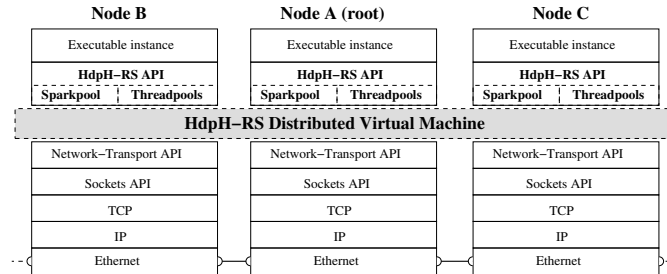 Node B Node A (root) Node C
Executable instance Executable instance Executable instance
HdpH−RS API HdpH−RS API HdpH−RS API
Sparkpool Threadpools Sparkpool Threadpools Sparkpool Threadpools
HdpH−RS Distributed Virtual Machine
Network−Transport API Network−Transport API Network−Transport API
Sockets API Sockets API Sockets API
TCP TCP TCP
IP IP IP
Ethernet Ethernet Ethernet